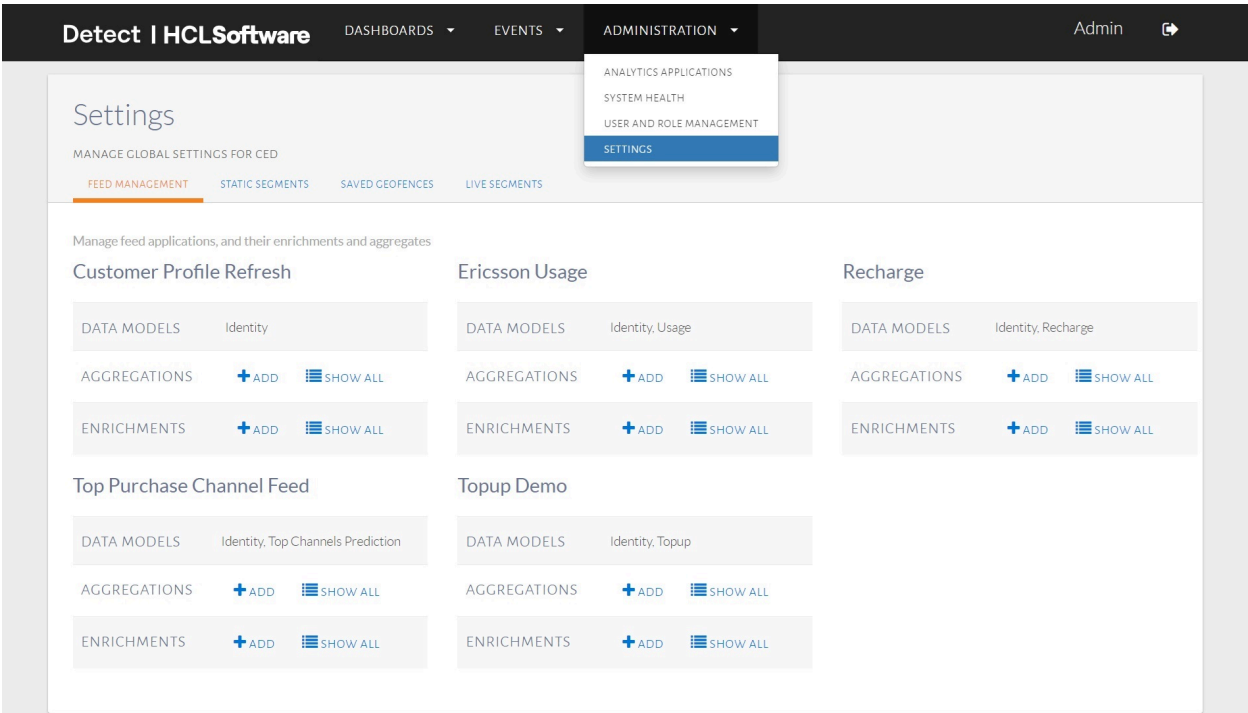 Detect | HCLSoftware DASHBOARDS EVENTS ADMINISTRATION Admin
ANALYTICS APPLICATIONS
SYSTEM HEALTH
USER AND ROLE MANAGEMENT
SETTINGS
Settings
MANAGE GLOBAL SETTINGS FOR CED
FEED MANAGEMENT STATIC SEGMENTS SAVED GEOFENCES LIVE SEGMENTS
Manage feed applications, and their enrichments and aggregates
Customer Profile Refresh Ericsson Usage Recharge
DATA MODELS Identity DATA MODELS Identity, Usage DATA MODELS Identity, Recharge
AGGREGATIONS ADD SHOW ALL AGGREGATIONS ADD SHOW ALL AGGREGATIONS ADD SHOW ALL
ENRICHMENTS ADD SHOW ALL ENRICHMENTS ADD SHOW ALL ENRICHMENTS ADD SHOW ALL
Top Purchase Channel Feed Topup Demo
DATA MODELS Identity, Top Channels Prediction DATA MODELS Identity, Topup
AGGREGATIONS ADD SHOW ALL AGGREGATIONS ADD SHOW ALL
ENRICHMENTS ADD SHOW ALL ENRICHMENTS ADD SHOW ALL